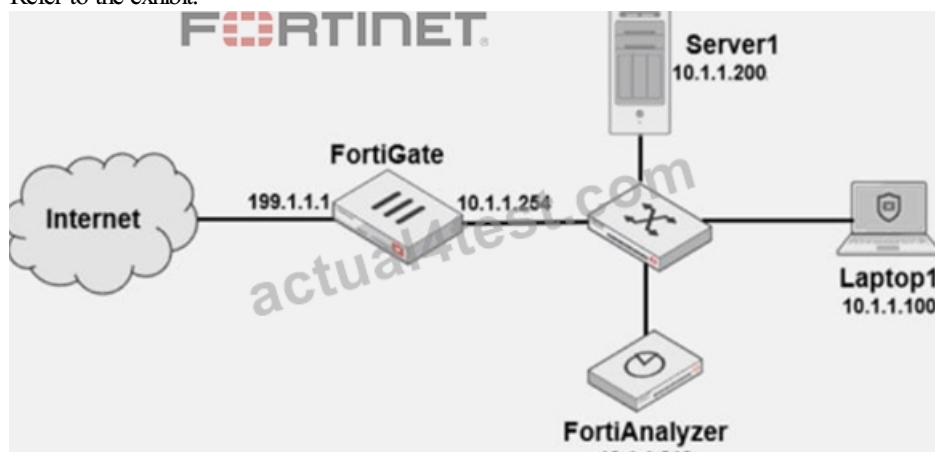 Refer to the exhibit.
FORTINET
Server1
10.1.1.200
FortiGate
199.1.1.1
10.1.1.254
Internet
actual4test.com
Laptop1
10.1.1.100
FortiAnalyzer